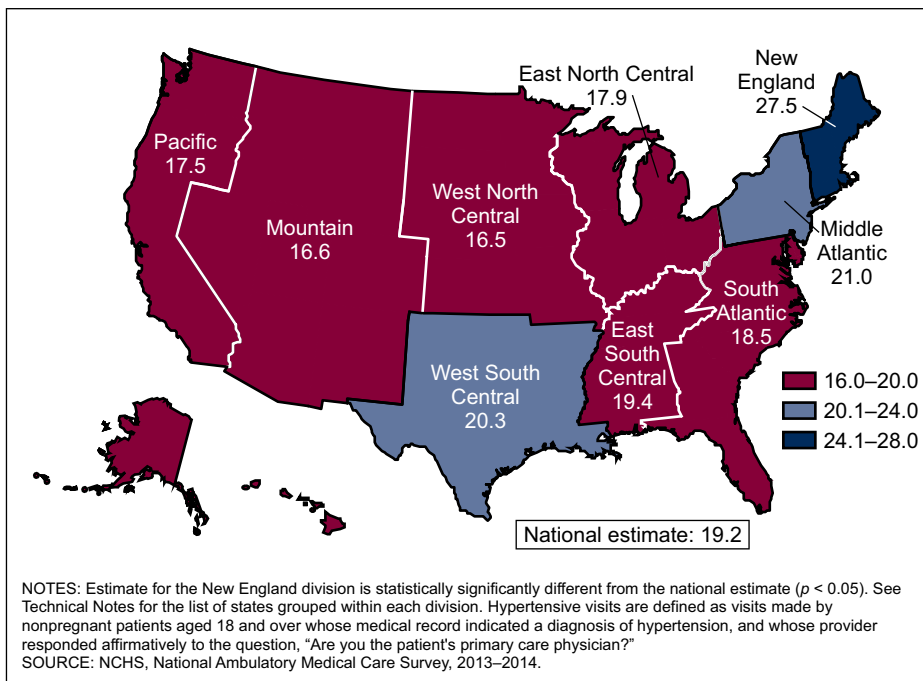 East North Central
17.9
New
England
27.5
Pacific
17.5
West North
Central
16.5
Mountain
16.6
Middle
Atlantic
21.0
South
Atlantic
18.5
East
South
Central
19.4
West South
Central
20.3
16.0–20.0
20.1–24.0
24.1–28.0
National estimate: 19.2
NOTES: Estimate for the New England division is statistically significantly different from the national estimate (p < 0.05). See
Technical Notes for the list of states grouped within each division. Hypertensive visits are defined as visits made by
nonpregnant patients aged 18 and over whose medical record indicated a diagnosis of hypertension, and whose provider
responded affirmatively to the question, “Are you the patient's primary care physician?”
SOURCE: NCHS, National Ambulatory Medical Care Survey, 2013–2014.